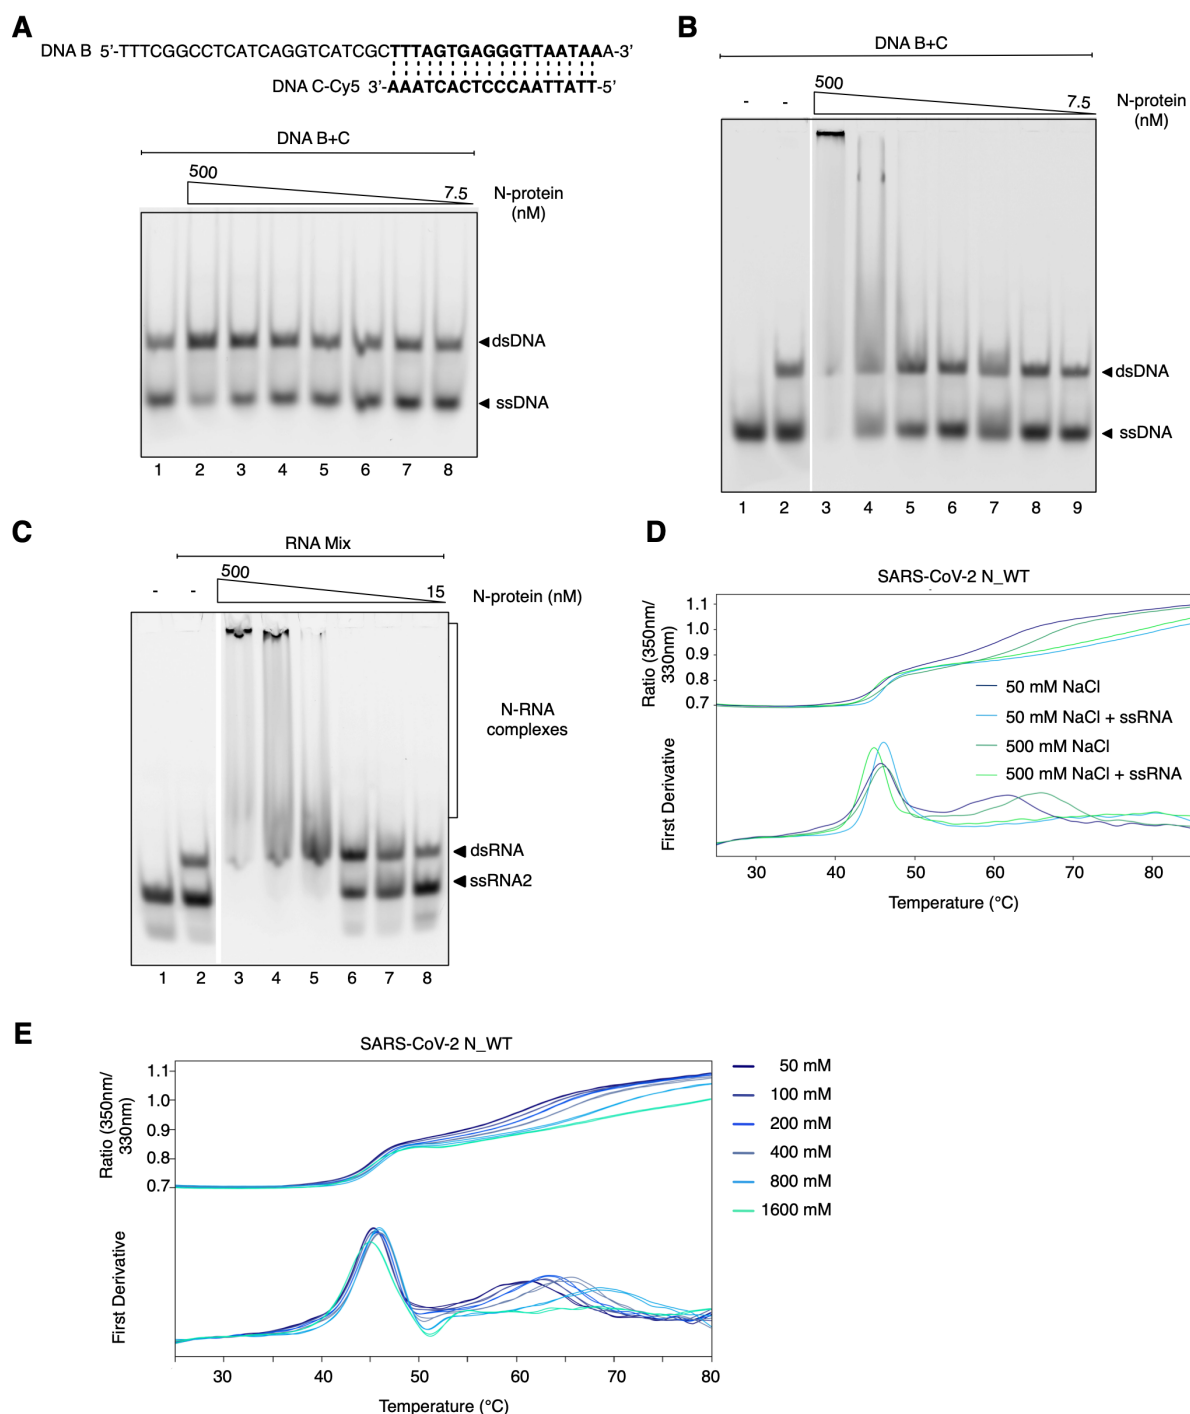 A
DNA B 5'-TTTCGGCCTCATCAGGTCATCGCTTTAGTGAGGGTTAATAAA-3'
DNA C-Cy5 3'-AAATCACTCCCAATTATT-5'
DNA B+C
500
7.5
N-protein
(nM)
dsDNA
ssDNA
1 2 3 4 5 6 7 8
B
DNA B+C
- - 500
7.5
N-protein
(nM)
dsDNA
ssDNA
1 2 3 4 5 6 7 8 9
C
RNA Mix
- - 500
15
N-protein (nM)
N-RNA
complexes
dsRNA
ssRNA2
1 2 3 4 5 6 7 8
D
SARS-CoV-2 N_WT
Ratio (350nm/
330nm)
1.1
1.0
0.9
0.8
0.7
50 mM NaCl
50 mM NaCl + ssRNA
500 mM NaCl
500 mM NaCl + ssRNA
First Derivative
30 40 50 60 70 80
Temperature (°C)
E
SARS-CoV-2 N_WT
Ratio (350nm/
330nm)
1.1
1.0
0.9
0.8
0.7
50 mM
100 mM
200 mM
400 mM
800 mM
1600 mM
First Derivative
30 40 50 60 70 80
Temperature (°C)